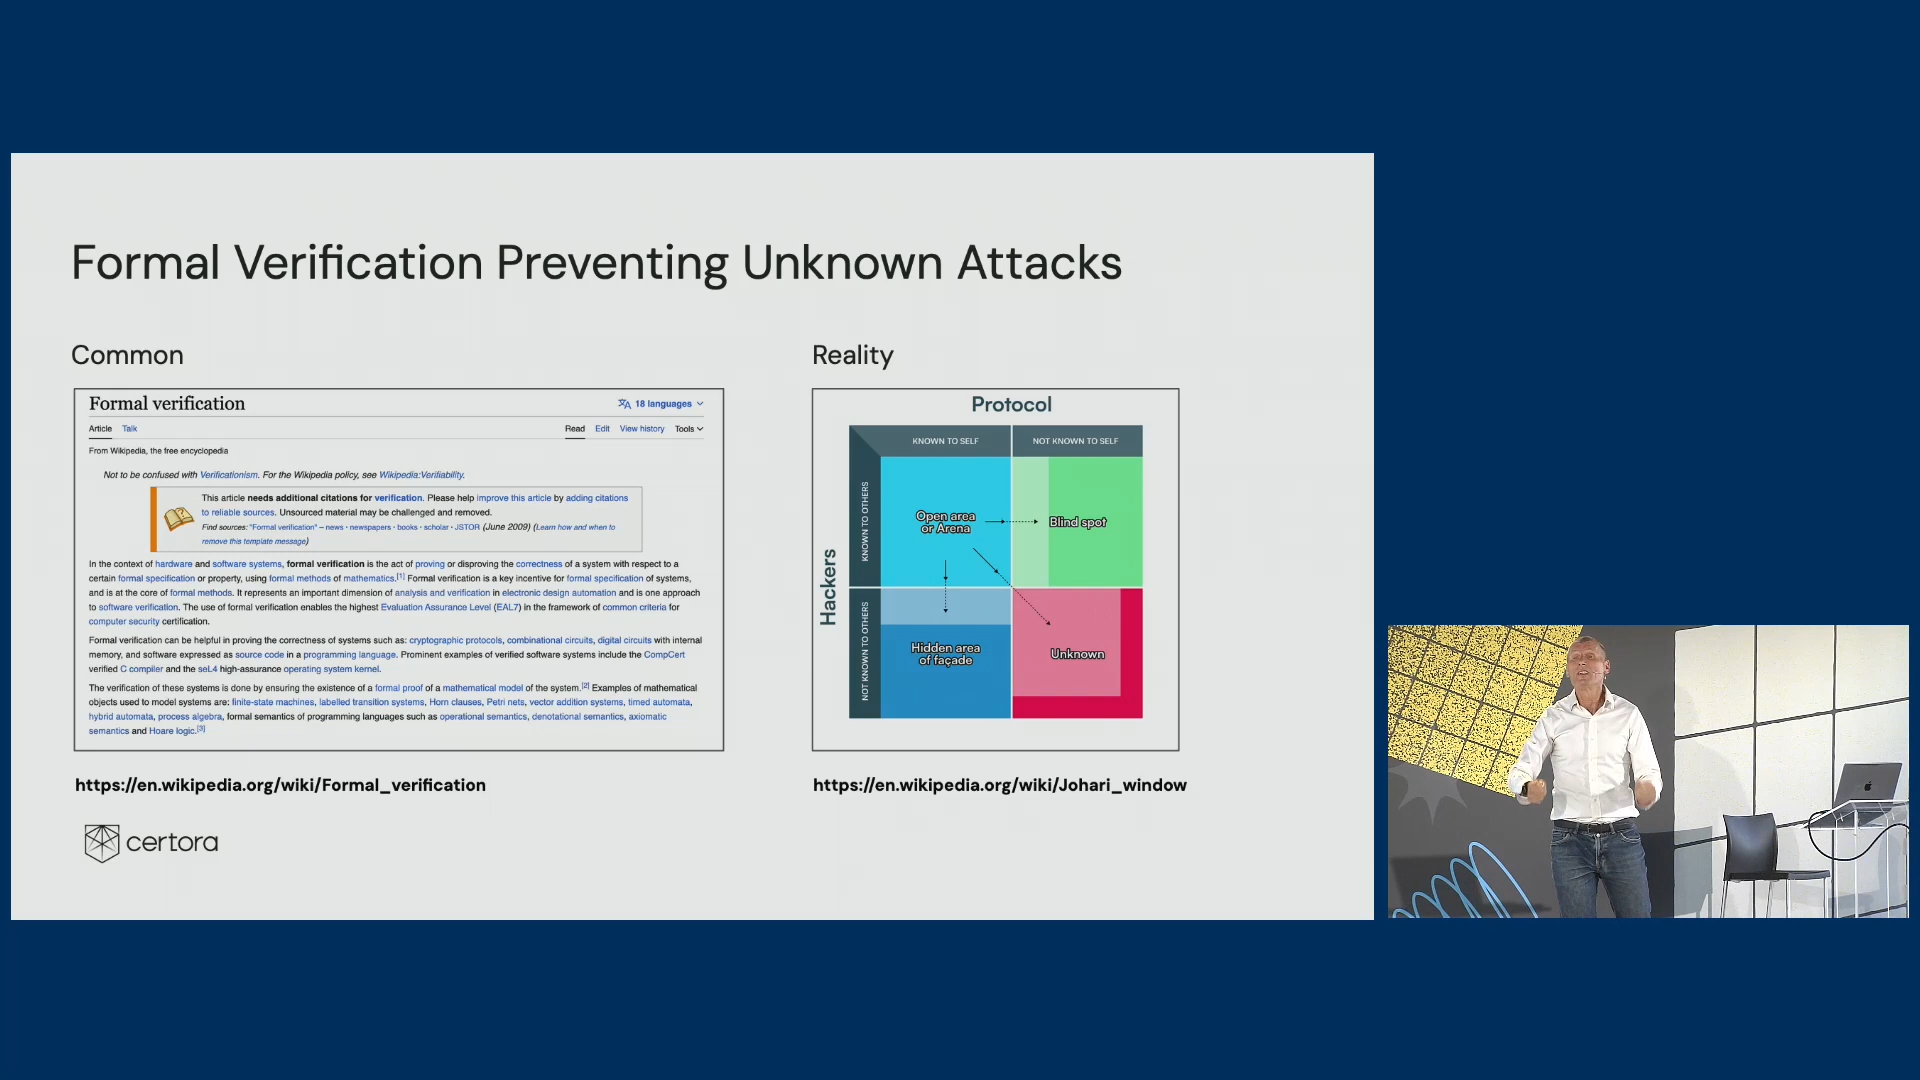 Formal Verification Preventing Unknown Attacks
Common
Formal verification
18 languages
Article Talk
Read Edit View history Tools
From Wikipedia, the free encyclopedia
Not to be confused with Verificationism. For the Wikipedia policy, see Wikipedia:Verifiability.
This article needs additional citations for verification. Please help improve this article by adding citations
to reliable sources. Unsourced material may be challenged and removed.
Find sources: "Formal verification" – news · newspapers · books · scholar · JSTOR (June 2009) (Learn how and when to
remove this template message)
In the context of hardware and software systems, formal verification is the act of proving or disproving the correctness of a system with respect to a
certain formal specification or property, using formal methods of mathematics.[1] Formal verification is a key incentive for formal specification of systems,
and is at the core of formal methods. It represents an important dimension of analysis and verification in electronic design automation and is one approach
to software verification. The use of formal verification enables the highest Evaluation Assurance Level (EAL7) in the framework of common criteria for
computer security certification.
Formal verification can be helpful in proving the correctness of systems such as: cryptographic protocols, combinational circuits, digital circuits with internal
memory, and software expressed as source code in a programming language. Prominent examples of verified software systems include the CompCert
verified C compiler and the seL4 high-assurance operating system kernel.
The verification of these systems is done by ensuring the existence of a formal proof of a mathematical model of the system.[2] Examples of mathematical
objects used to model systems are: finite-state machines, labelled transition systems, Horn clauses, Petri nets, vector addition systems, timed automata,
hybrid automata, process algebra, formal semantics of programming languages such as operational semantics, denotational semantics, axiomatic
semantics and Hoare logic.[3]
https://en.wikipedia.org/wiki/Formal_verification
Reality
Protocol
KNOWN TO SELF
NOT KNOWN TO SELF
Hackers
KNOWN TO OTHERS
NOT KNOWN TO OTHERS
Open area
or Arena
Blind spot
Hidden area
of façade
Unknown
https://en.wikipedia.org/wiki/Johari_window
certora